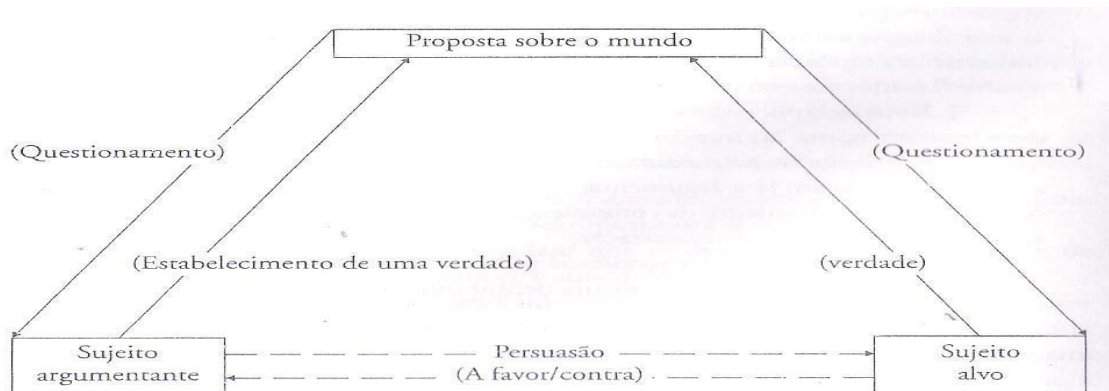 Proposta sobre o mundo
(Questionamento)
(Questionamento)
(Estabelecimento de uma verdade)
(verdade)
Sujeito
argumentante
Persuasão
(A favor/contra)
Sujeito
alvo